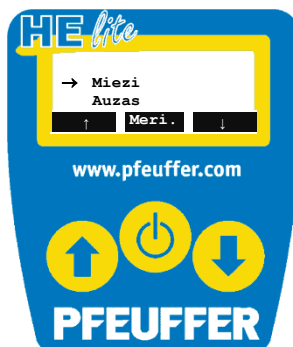 HE lite
→ Miezi
Auzas
↑ Meri. ↓
www.pfeuffer.com
PFEUFFER